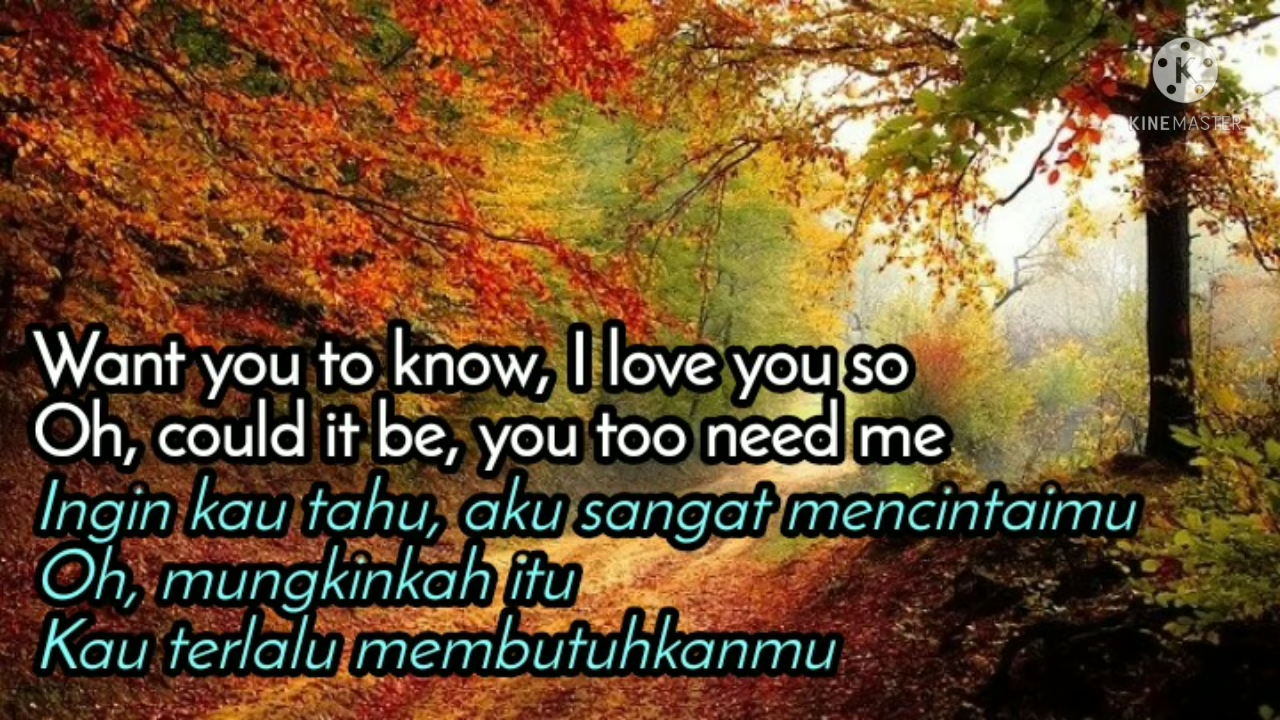 KINEMASTER
Want you to know, I love you so
Oh, could it be, you too need me
Ingin kau tahu, aku sangat mencintaimu
Oh, mungkinkah itu
Kau terlalu membutuhkanmu